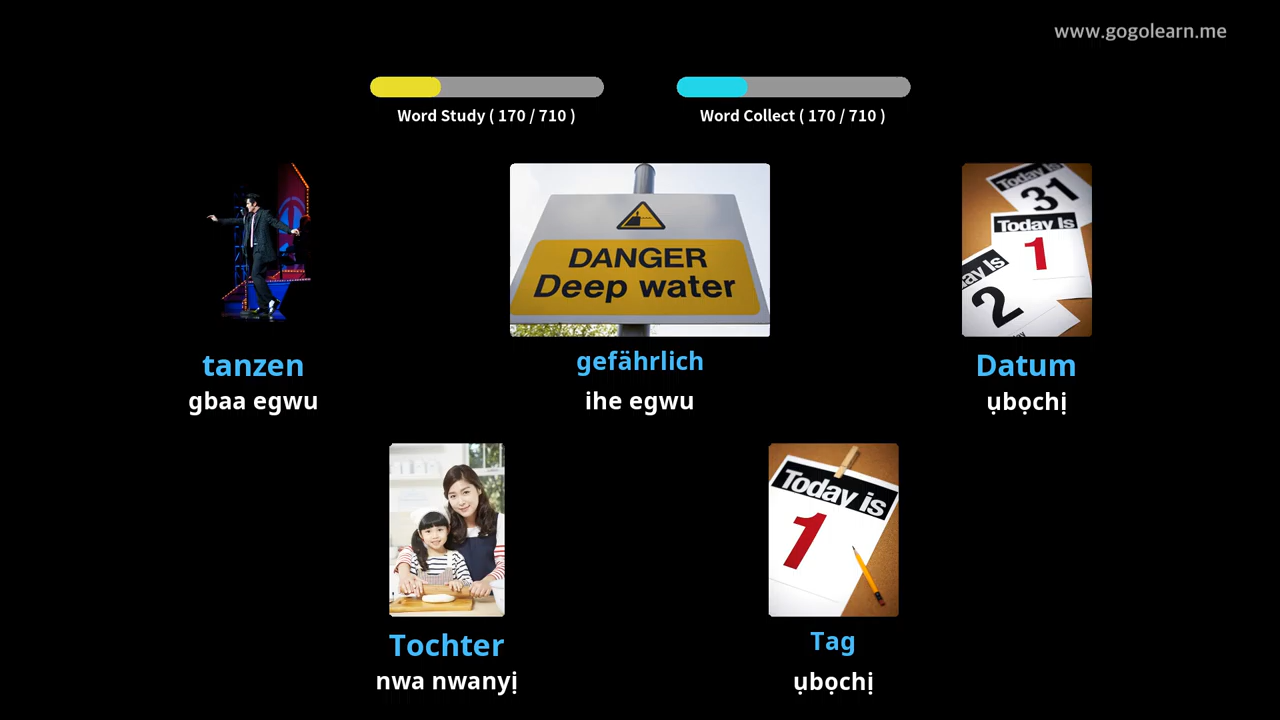 www.gogolearn.me
Word Study ( 170 / 710 )
Word Collect ( 170 / 710 )
DANGER
Deep water
Today Is
31
Today Is
1
ay Is
2
tanzen
gbaa egwu
gefährlich
ihe egwu
Datum
ụbọchị
Today is
1
Tochter
nwa nwanyị
Tag
ụbọchị